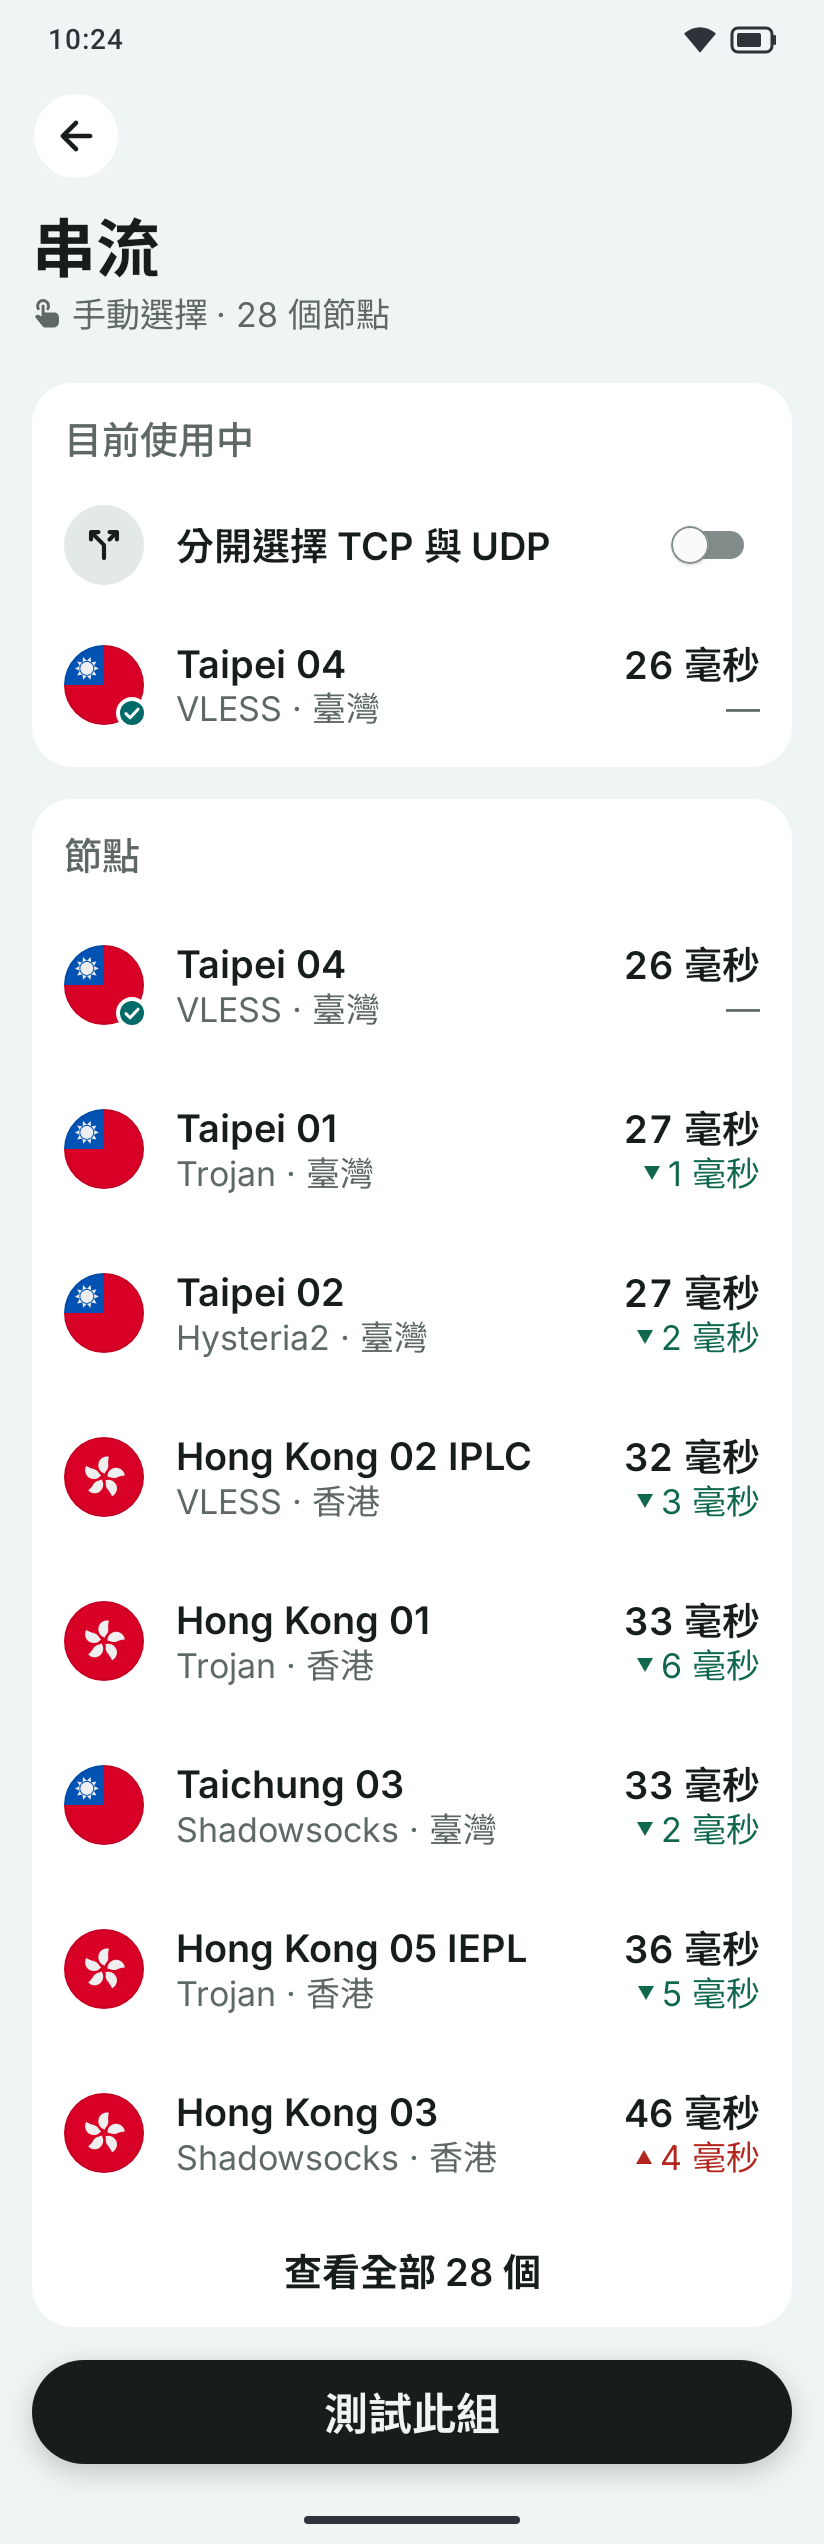 10:24
串流
手動選擇 · 28 個節點
目前使用中
分開選擇 TCP 與 UDP
Taipei 04
26 毫秒
VLESS · 臺灣
—
節點
Taipei 04
26 毫秒
VLESS · 臺灣
—
Taipei 01
27 毫秒
Trojan · 臺灣
▼1 毫秒
Taipei 02
27 毫秒
Hysteria2 · 臺灣
▼2 毫秒
Hong Kong 02 IPLC
32 毫秒
VLESS · 香港
▼3 毫秒
Hong Kong 01
33 毫秒
Trojan · 香港
▼6 毫秒
Taichung 03
33 毫秒
Shadowsocks · 臺灣
▼2 毫秒
Hong Kong 05 IEPL
36 毫秒
Trojan · 香港
▼5 毫秒
Hong Kong 03
46 毫秒
Shadowsocks · 香港
▲4 毫秒
查看全部 28 個
測試此組